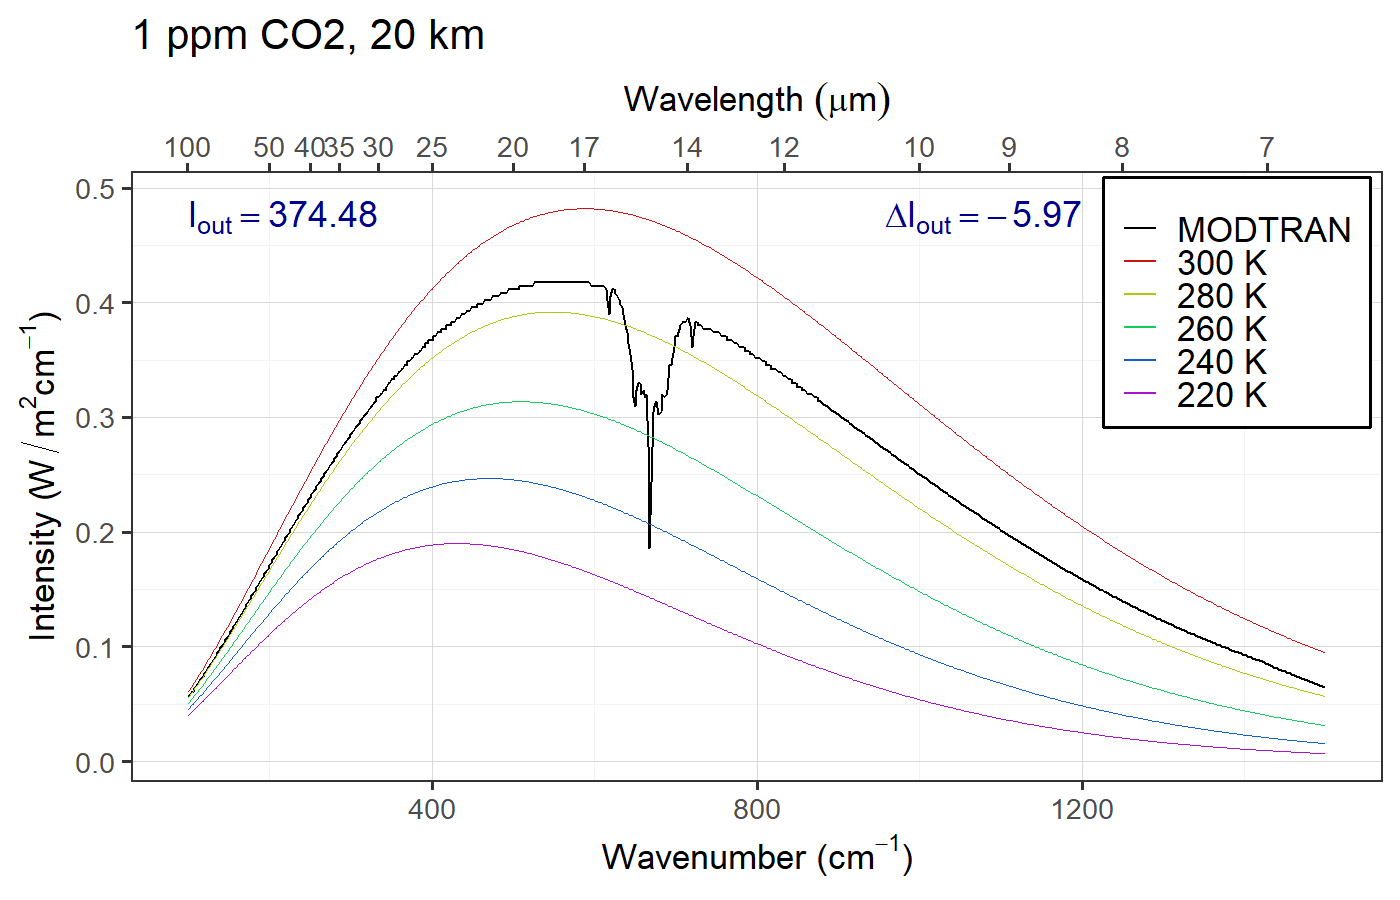 1 ppm CO2, 20 km
Wavelength (μm)
100 50 40 35 30 25 20 17 14 12 10 9 8 7
I_out = 374.48
ΔI_out = −5.97
MODTRAN
300 K
280 K
260 K
240 K
220 K
Intensity (W / m²cm⁻¹)
0.5
0.4
0.3
0.2
0.1
0.0
400 800 1200
Wavenumber (cm⁻¹)